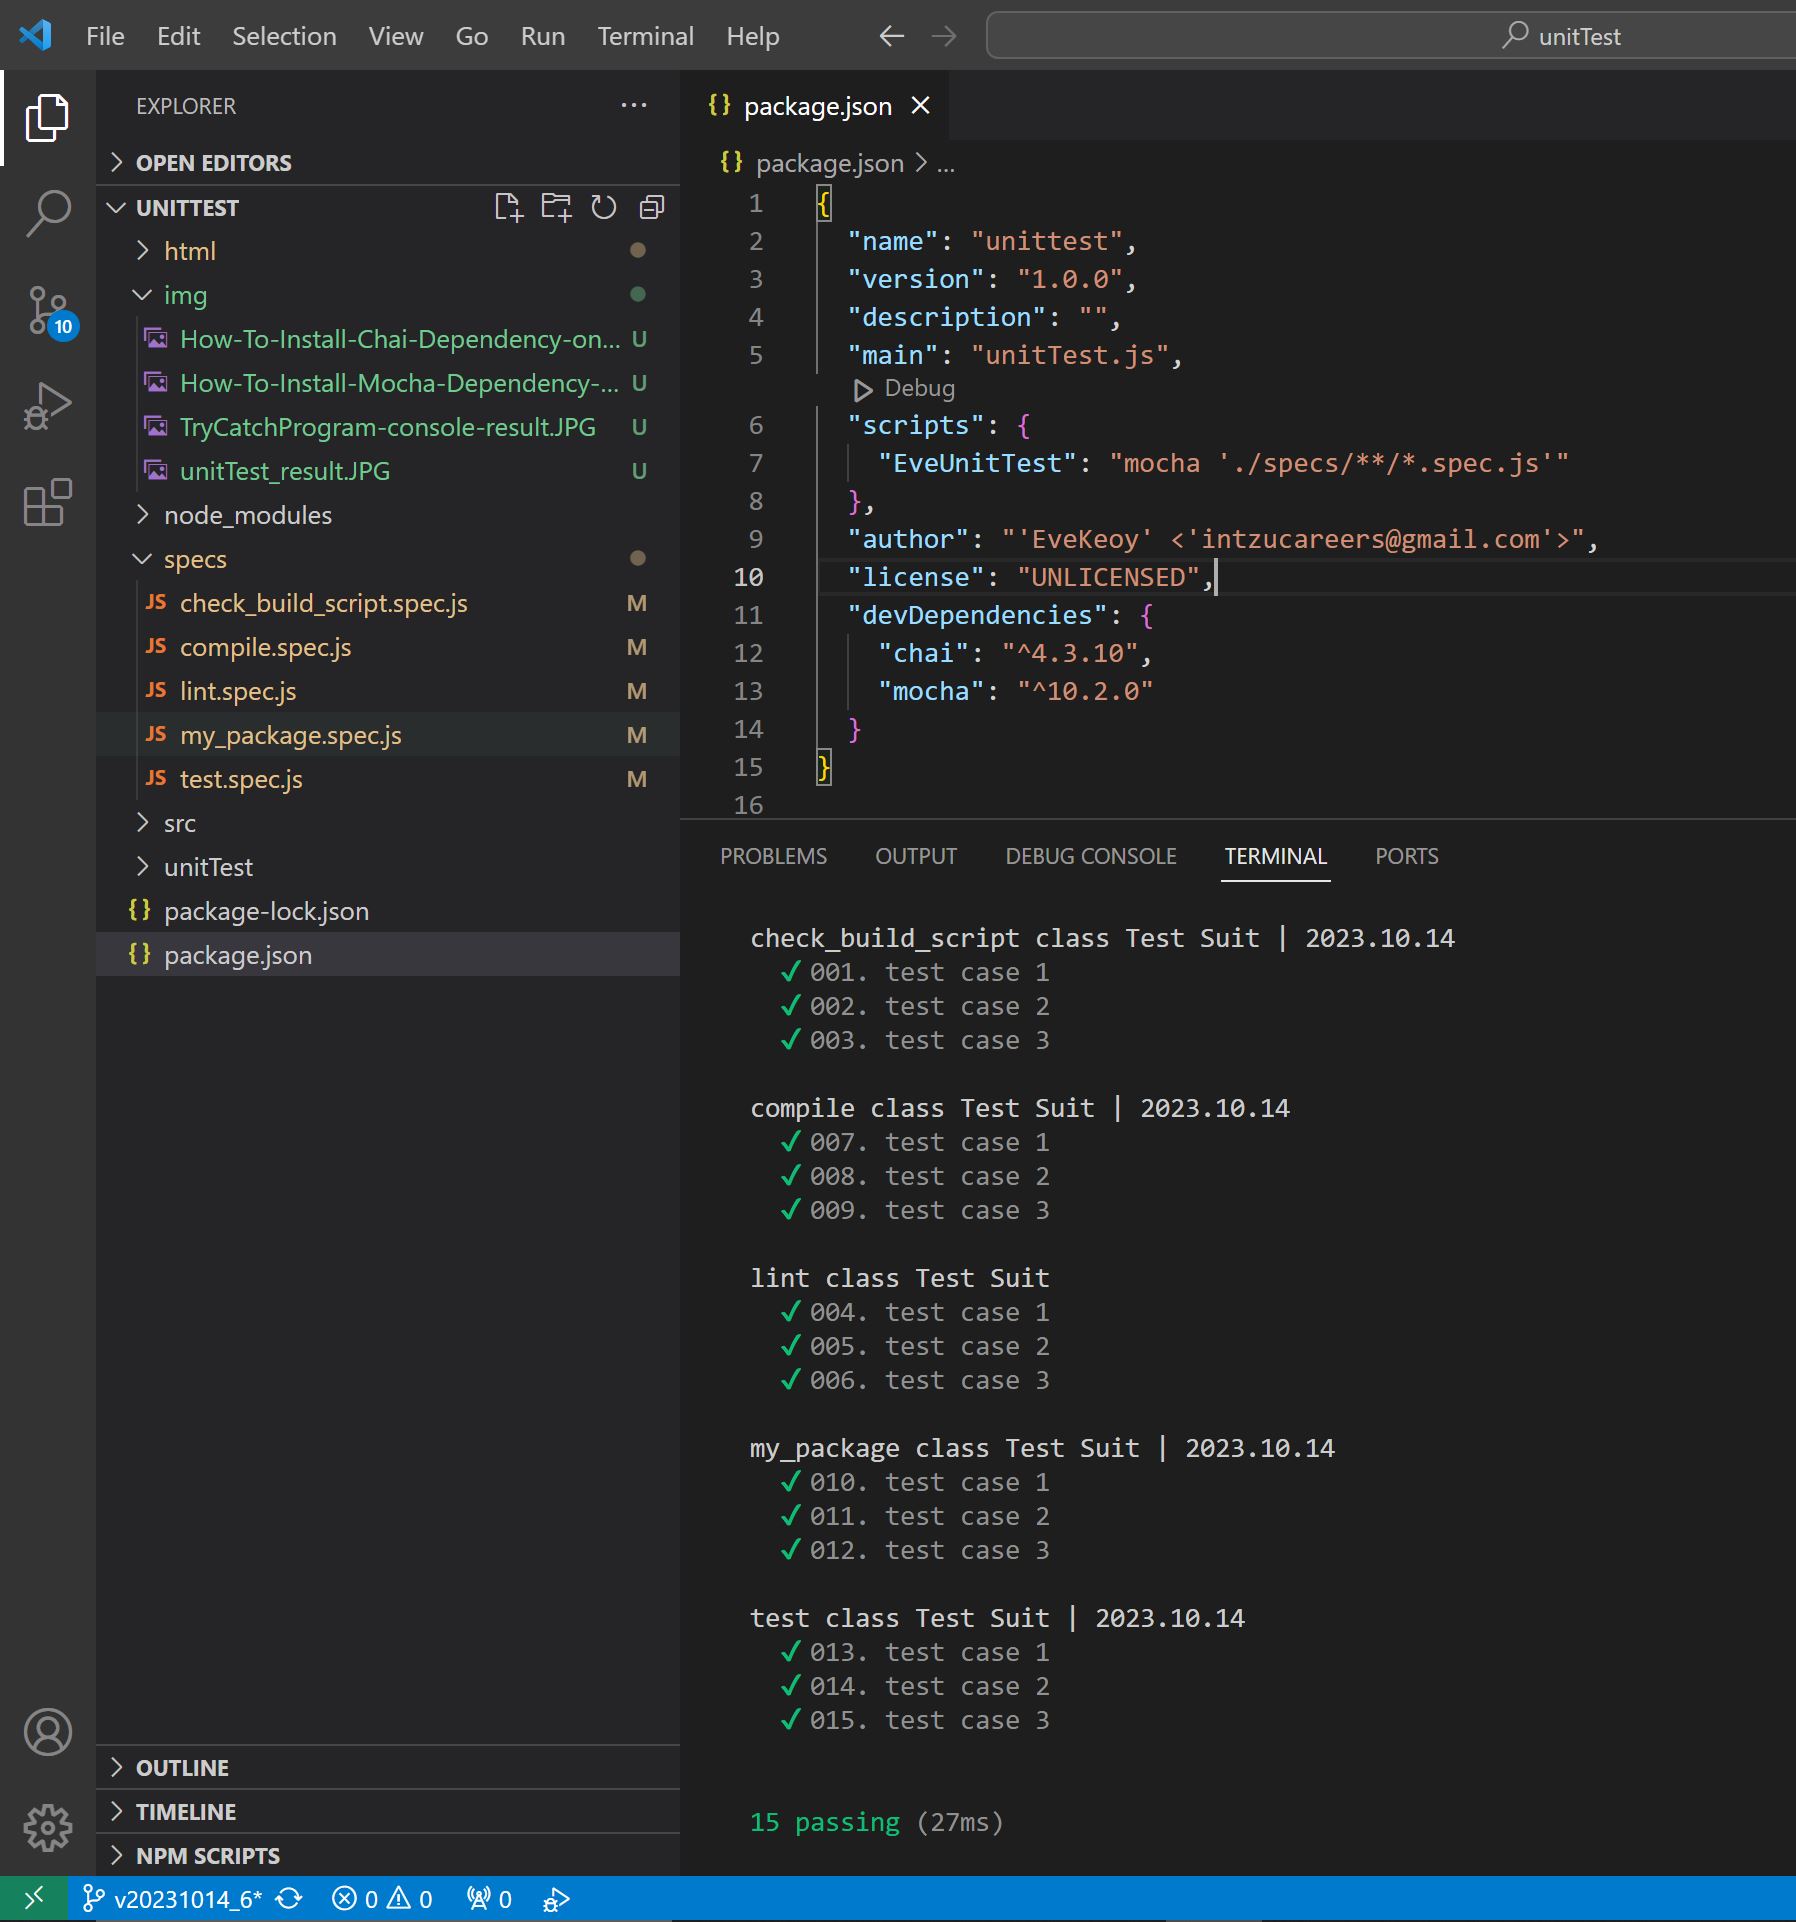 File Edit Selection View Go Run Terminal Help unitTest
EXPLORER
OPEN EDITORS
UNITTEST
html
img
How-To-Install-Chai-Dependency-on... U
How-To-Install-Mocha-Dependency-... U
TryCatchProgram-console-result.JPG U
unitTest_result.JPG U
node_modules
specs
JS check_build_script.spec.js M
JS compile.spec.js M
JS lint.spec.js M
JS my_package.spec.js M
JS test.spec.js M
src
unitTest
{} package-lock.json
{} package.json
OUTLINE
TIMELINE
NPM SCRIPTS
10
{} package.json
{} package.json > ...
1 {
2 "name": "unittest",
3 "version": "1.0.0",
4 "description": "",
5 "main": "unitTest.js",
Debug
6 "scripts": {
7 "EveUnitTest": "mocha './specs/**/*.spec.js'"
8 },
9 "author": "'EveKeoy' <'intzucareers@gmail.com'>",
10 "license": "UNLICENSED",
11 "devDependencies": {
12 "chai": "^4.3.10",
13 "mocha": "^10.2.0"
14 }
15 }
16
PROBLEMS OUTPUT DEBUG CONSOLE TERMINAL PORTS
check_build_script class Test Suit | 2023.10.14
✓ 001. test case 1
✓ 002. test case 2
✓ 003. test case 3
compile class Test Suit | 2023.10.14
✓ 007. test case 1
✓ 008. test case 2
✓ 009. test case 3
lint class Test Suit
✓ 004. test case 1
✓ 005. test case 2
✓ 006. test case 3
my_package class Test Suit | 2023.10.14
✓ 010. test case 1
✓ 011. test case 2
✓ 012. test case 3
test class Test Suit | 2023.10.14
✓ 013. test case 1
✓ 014. test case 2
✓ 015. test case 3
15 passing (27ms)
v20231014_6* 0 0 0